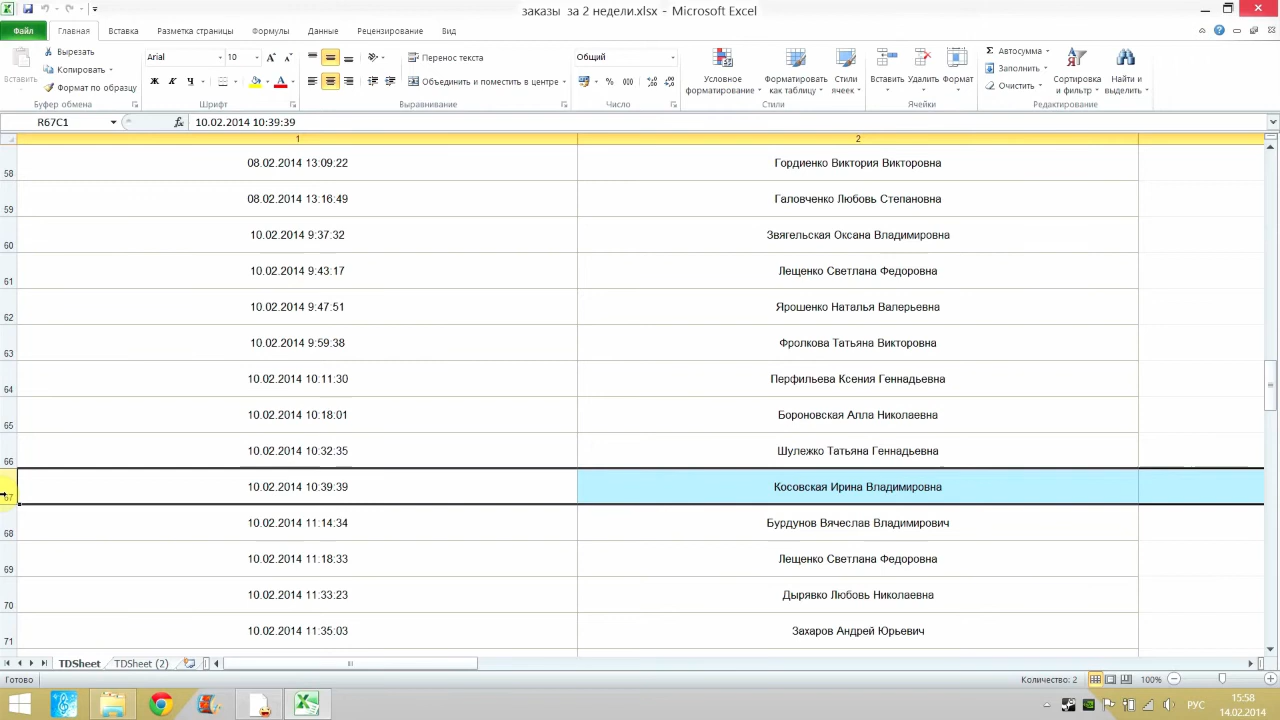 заказы за 2 недели.xlsx - Microsoft Excel
Файл Главная Вставка Разметка страницы Формулы Данные Рецензирование Вид
Вставить Вырезать Копировать Формат по образцу
Arial 10
Ж К Ч
Перенос текста
Объединить и поместить в центре
Общий
% 000
Условное форматирование
Форматировать как таблицу
Стили ячеек
Вставить Удалить Формат
Автосумма
Заполнить
Очистить
Сортировка и фильтр
Найти и выделить
Буфер обмена Шрифт Выравнивание Число Стили Ячейки Редактирование
R67C1 fx 10.02.2014 10:39:39
1 2
58 08.02.2014 13:09:22 Гордиенко Виктория Викторовна
59 08.02.2014 13:16:49 Галовченко Любовь Степановна
60 10.02.2014 9:37:32 Звягельская Оксана Владимировна
61 10.02.2014 9:43:17 Лещенко Светлана Федоровна
62 10.02.2014 9:47:51 Ярошенко Наталья Валерьевна
63 10.02.2014 9:59:38 Фролкова Татьяна Викторовна
64 10.02.2014 10:11:30 Перфильева Ксения Геннадьевна
65 10.02.2014 10:18:01 Бороновская Алла Николаевна
66 10.02.2014 10:32:35 Шулежко Татьяна Геннадьевна
67 10.02.2014 10:39:39 Косовская Ирина Владимировна
68 10.02.2014 11:14:34 Бурдунов Вячеслав Владимирович
69 10.02.2014 11:18:33 Лещенко Светлана Федоровна
70 10.02.2014 11:33:23 Дырявко Любовь Николаевна
71 10.02.2014 11:35:03 Захаров Андрей Юрьевич
TDSheet TDSheet (2)
Готово Количество: 2 100%
РУС 15:58
14.02.2014